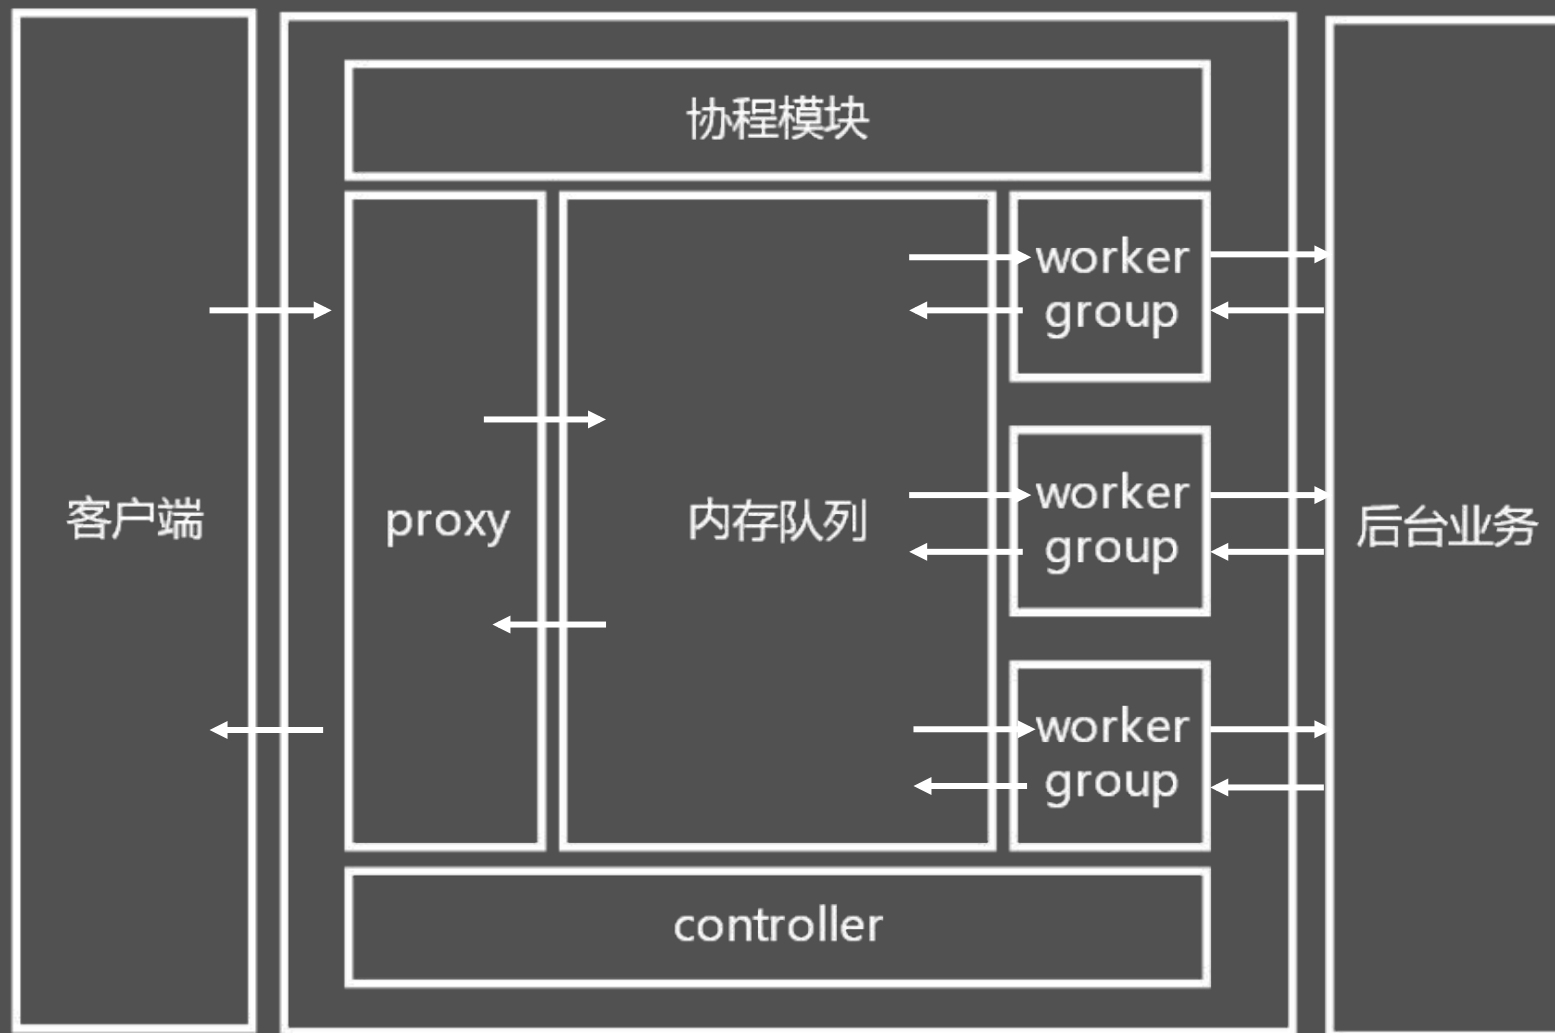 协程模块
客户端
proxy
内存队列
worker
group
worker
group
worker
group
后台业务
controller